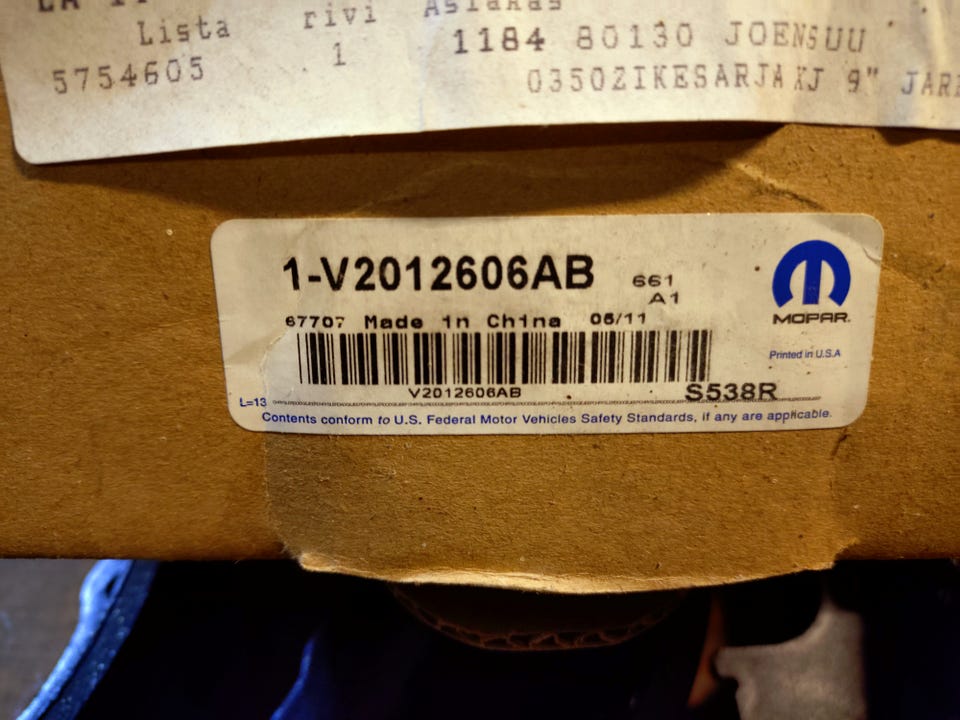 Lista rivi Asiakas
5754605 1 1184 80130 JOENSUU
0350ZIKESARJA KJ 9"
1-V2012606AB 661
A1
67707 Made in China 06/11
MOPAR.
Printed in U.S.A
V2012606AB S538R
L=13
Contents conform to U.S. Federal Motor Vehicles Safety Standards, if any are applicable.